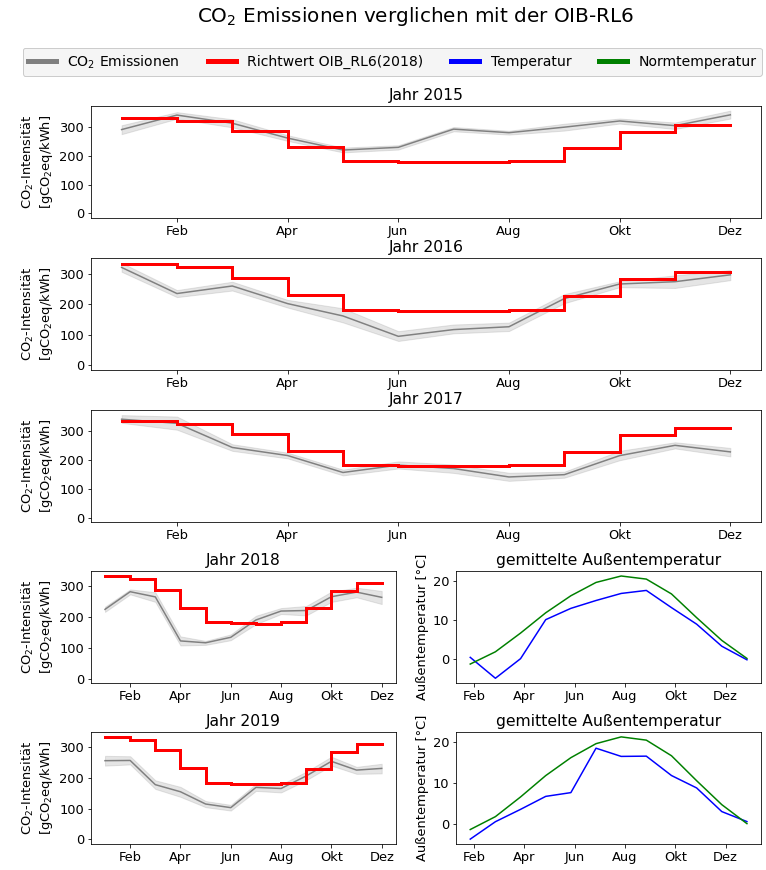 CO₂ Emissionen verglichen mit der OIB-RL6
CO₂ Emissionen Richtwert OIB_RL6(2018) Temperatur Normtemperatur
Jahr 2015
CO₂-Intensität
[gCO₂eq/kWh]
300
200
100
0
Feb Apr Jun Aug Okt Dez
Jahr 2016
CO₂-Intensität
[gCO₂eq/kWh]
300
200
100
0
Feb Apr Jun Aug Okt Dez
Jahr 2017
CO₂-Intensität
[gCO₂eq/kWh]
300
200
100
0
Feb Apr Jun Aug Okt Dez
Jahr 2018
CO₂-Intensität
[gCO₂eq/kWh]
300
200
100
0
Feb Apr Jun Aug Okt Dez
gemittelte Außentemperatur
Außentemperatur [°C]
20
10
0
Feb Apr Jun Aug Okt Dez
Jahr 2019
CO₂-Intensität
[gCO₂eq/kWh]
300
200
100
0
Feb Apr Jun Aug Okt Dez
gemittelte Außentemperatur
Außentemperatur [°C]
20
10
0
Feb Apr Jun Aug Okt Dez